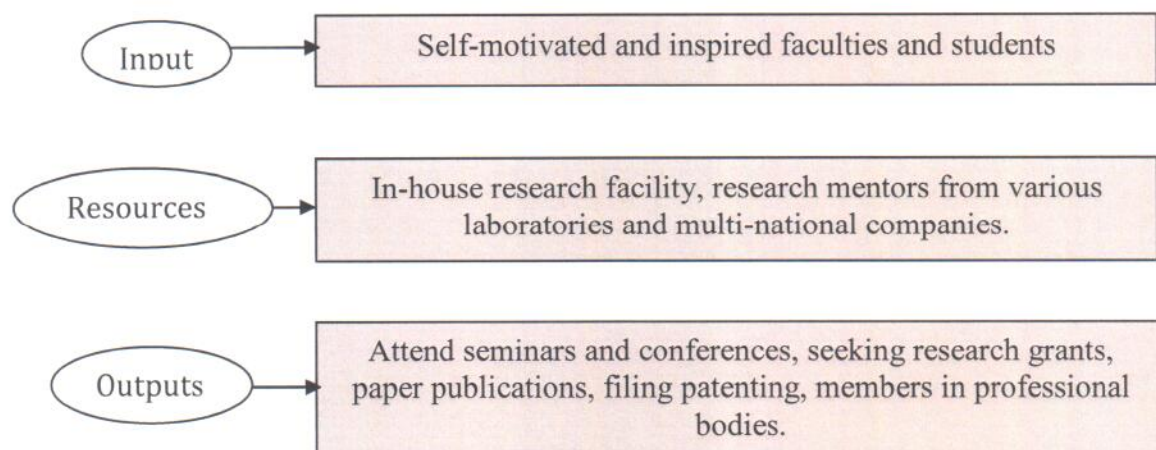 Input
Self-motivated and inspired faculties and students
Resources
In-house research facility, research mentors from various
laboratories and multi-national companies.
Outputs
Attend seminars and conferences, seeking research grants,
paper publications, filing patenting, members in professional
bodies.